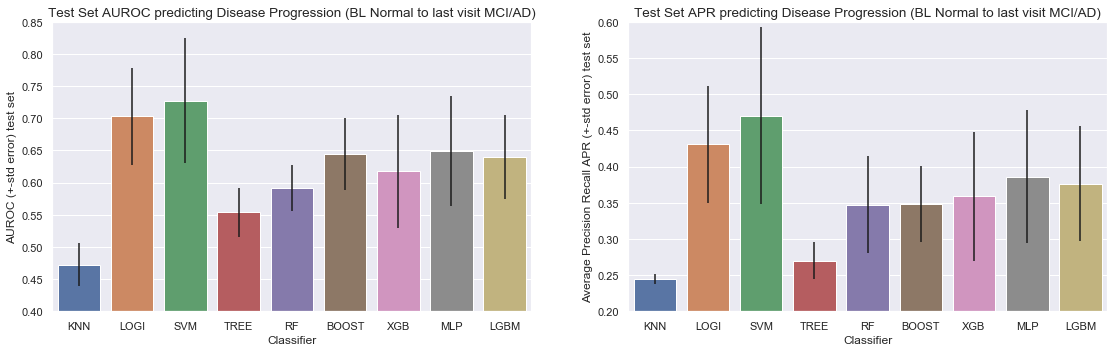 Test Set AUROC predicting Disease Progression (BL Normal to last visit MCI/AD)
AUROC (+-std error) test set
0.85
0.80
0.75
0.70
0.65
0.60
0.55
0.50
0.45
0.40
KNN LOGI SVM TREE RF BOOST XGB MLP LGBM
Classifier
Test Set APR predicting Disease Progression (BL Normal to last visit MCI/AD)
Average Precision Recall APR (+-std error) test set
0.60
0.55
0.50
0.45
0.40
0.35
0.30
0.25
0.20
KNN LOGI SVM TREE RF BOOST XGB MLP LGBM
Classifier